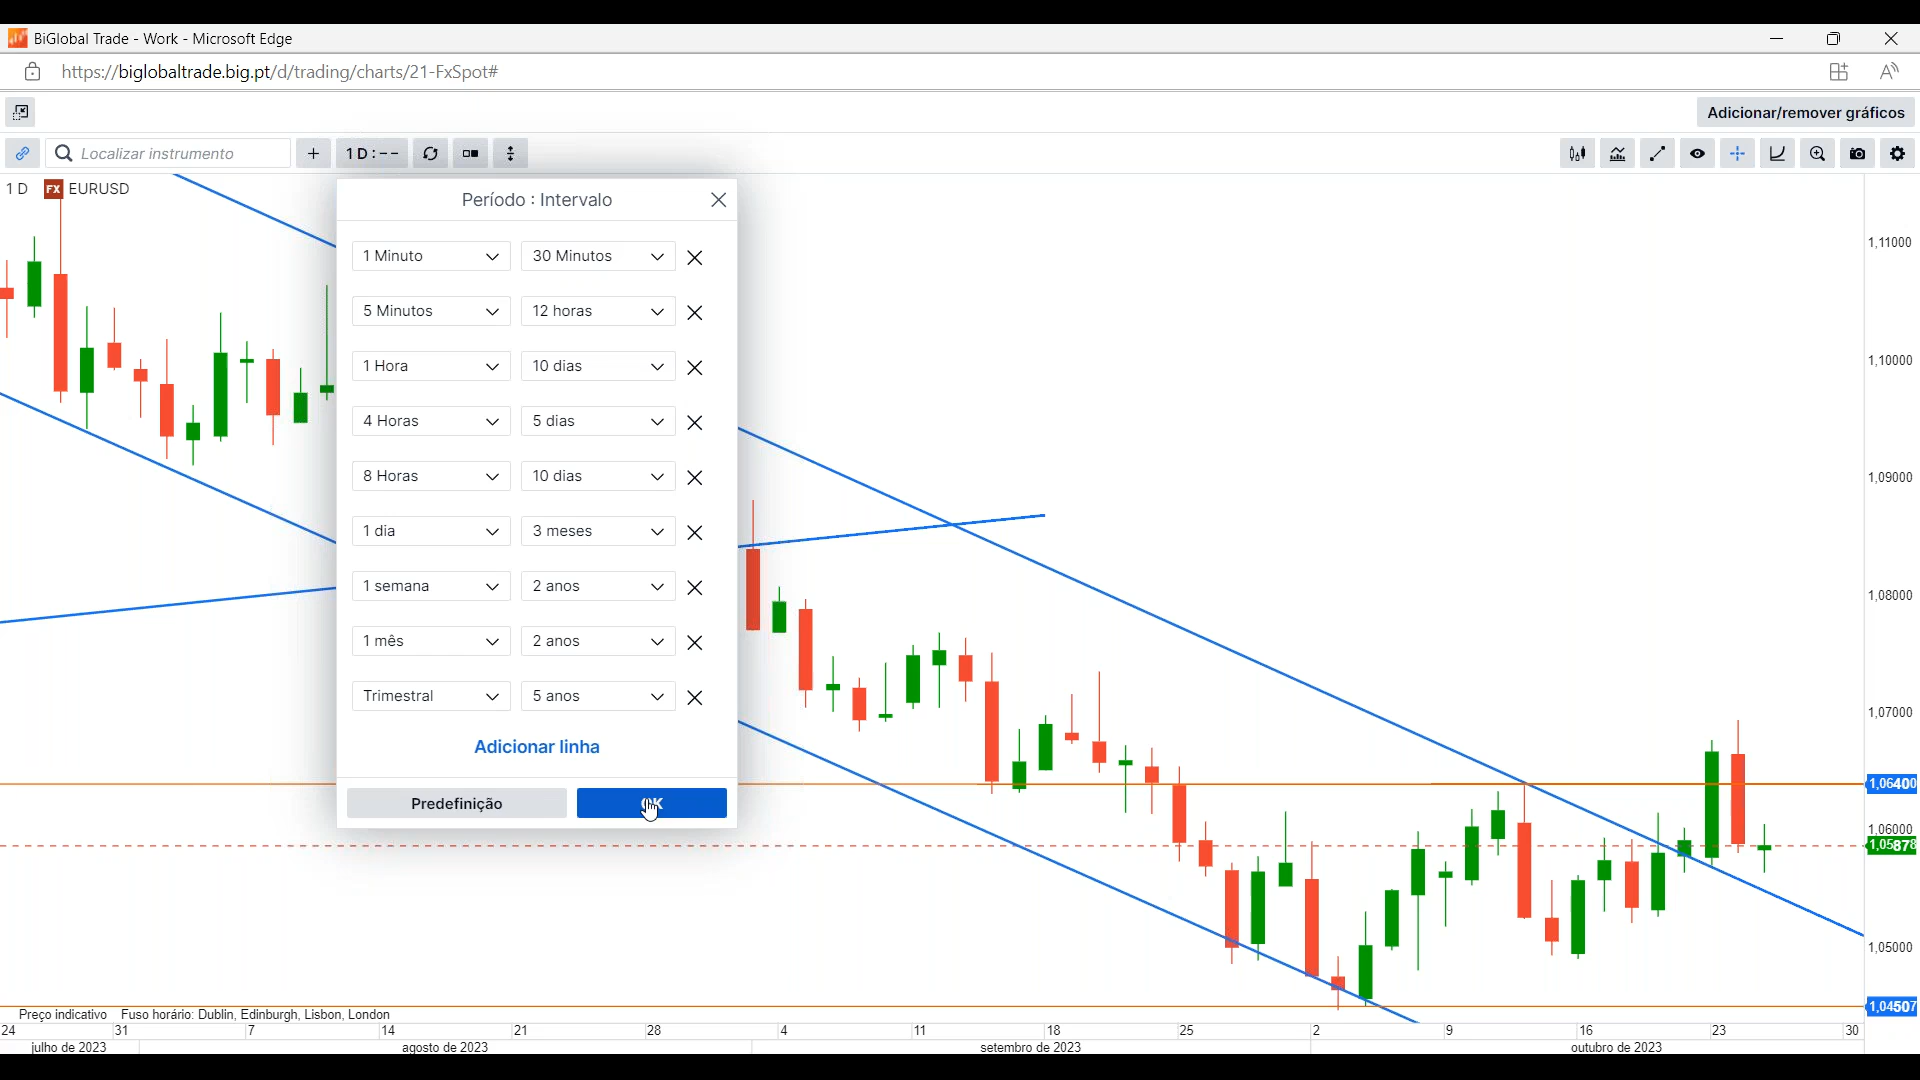 BiGlobal Trade - Work - Microsoft Edge
https://biglobaltrade.big.pt/d/trading/charts/21-FxSpot#
Adicionar/remover gráficos
Localizar instrumento
1 D : --
1 D FX EURUSD
Período : Intervalo
1 Minuto 30 Minutos
5 Minutos 12 horas
1 Hora 10 dias
4 Horas 5 dias
8 Horas 10 dias
1 dia 3 meses
1 semana 2 anos
1 mês 2 anos
Trimestral 5 anos
Adicionar linha
Predefinição OK
1,11000
1,10000
1,09000
1,08000
1,07000
1,06400
1,06000
1,05878
1,05000
1,04507
Preço indicativo Fuso horário: Dublin, Edinburgh, Lisbon, London
24 31 7 14 21 28 4 11 18 25 2 9 16 23 30
julho de 2023 agosto de 2023 setembro de 2023 outubro de 2023